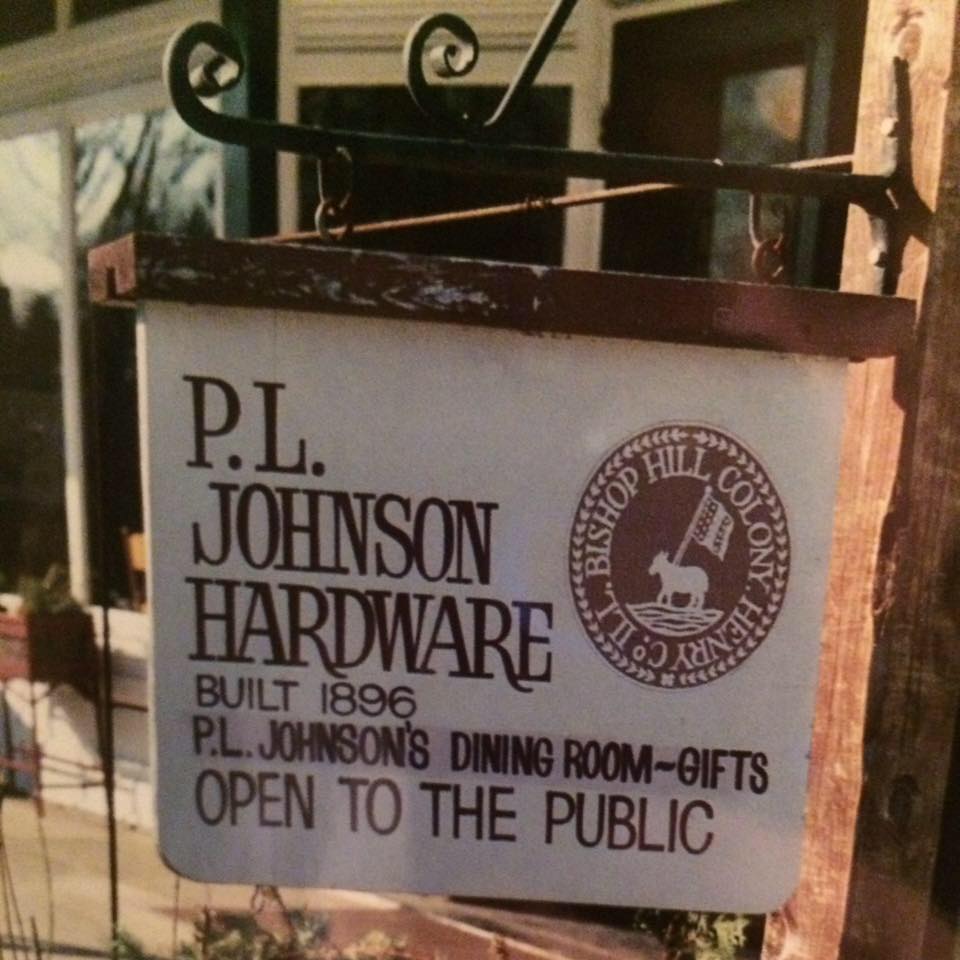 P.L.
JOHNSON
HARDWARE
BUILT 1896
P.L. JOHNSON'S DINING ROOM~GIFTS
OPEN TO THE PUBLIC
BISHOP HILL COLONY, HENRY CO. ILL.